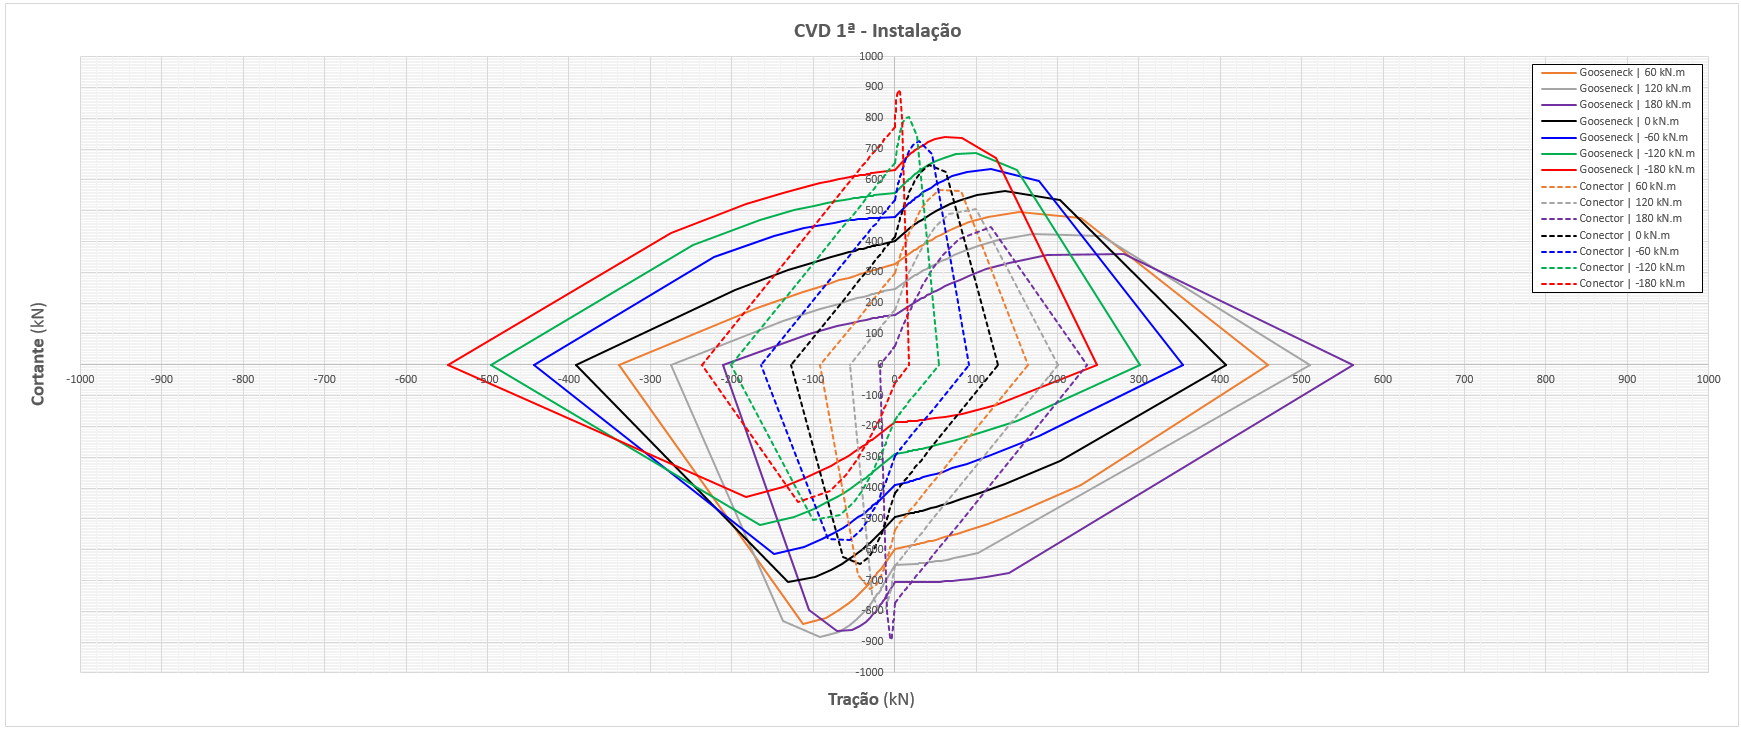 CVD 1ª - Instalação
1000
900
800
700
600
500
400
300
200
100
0
-100
-200
-300
-400
-500
-600
-700
-800
-900
-1000
-1000 -900 -800 -700 -600 -500 -400 -300 -200 -100 0 100 200 300 400 500 600 700 800 900 1000
Cortante (kN)
Tração (kN)
Gooseneck | 60 kN.m
Gooseneck | 120 kN.m
Gooseneck | 180 kN.m
Gooseneck | 0 kN.m
Gooseneck | -60 kN.m
Gooseneck | -120 kN.m
Gooseneck | -180 kN.m
Conector | 60 kN.m
Conector | 120 kN.m
Conector | 180 kN.m
Conector | 0 kN.m
Conector | -60 kN.m
Conector | -120 kN.m
Conector | -180 kN.m